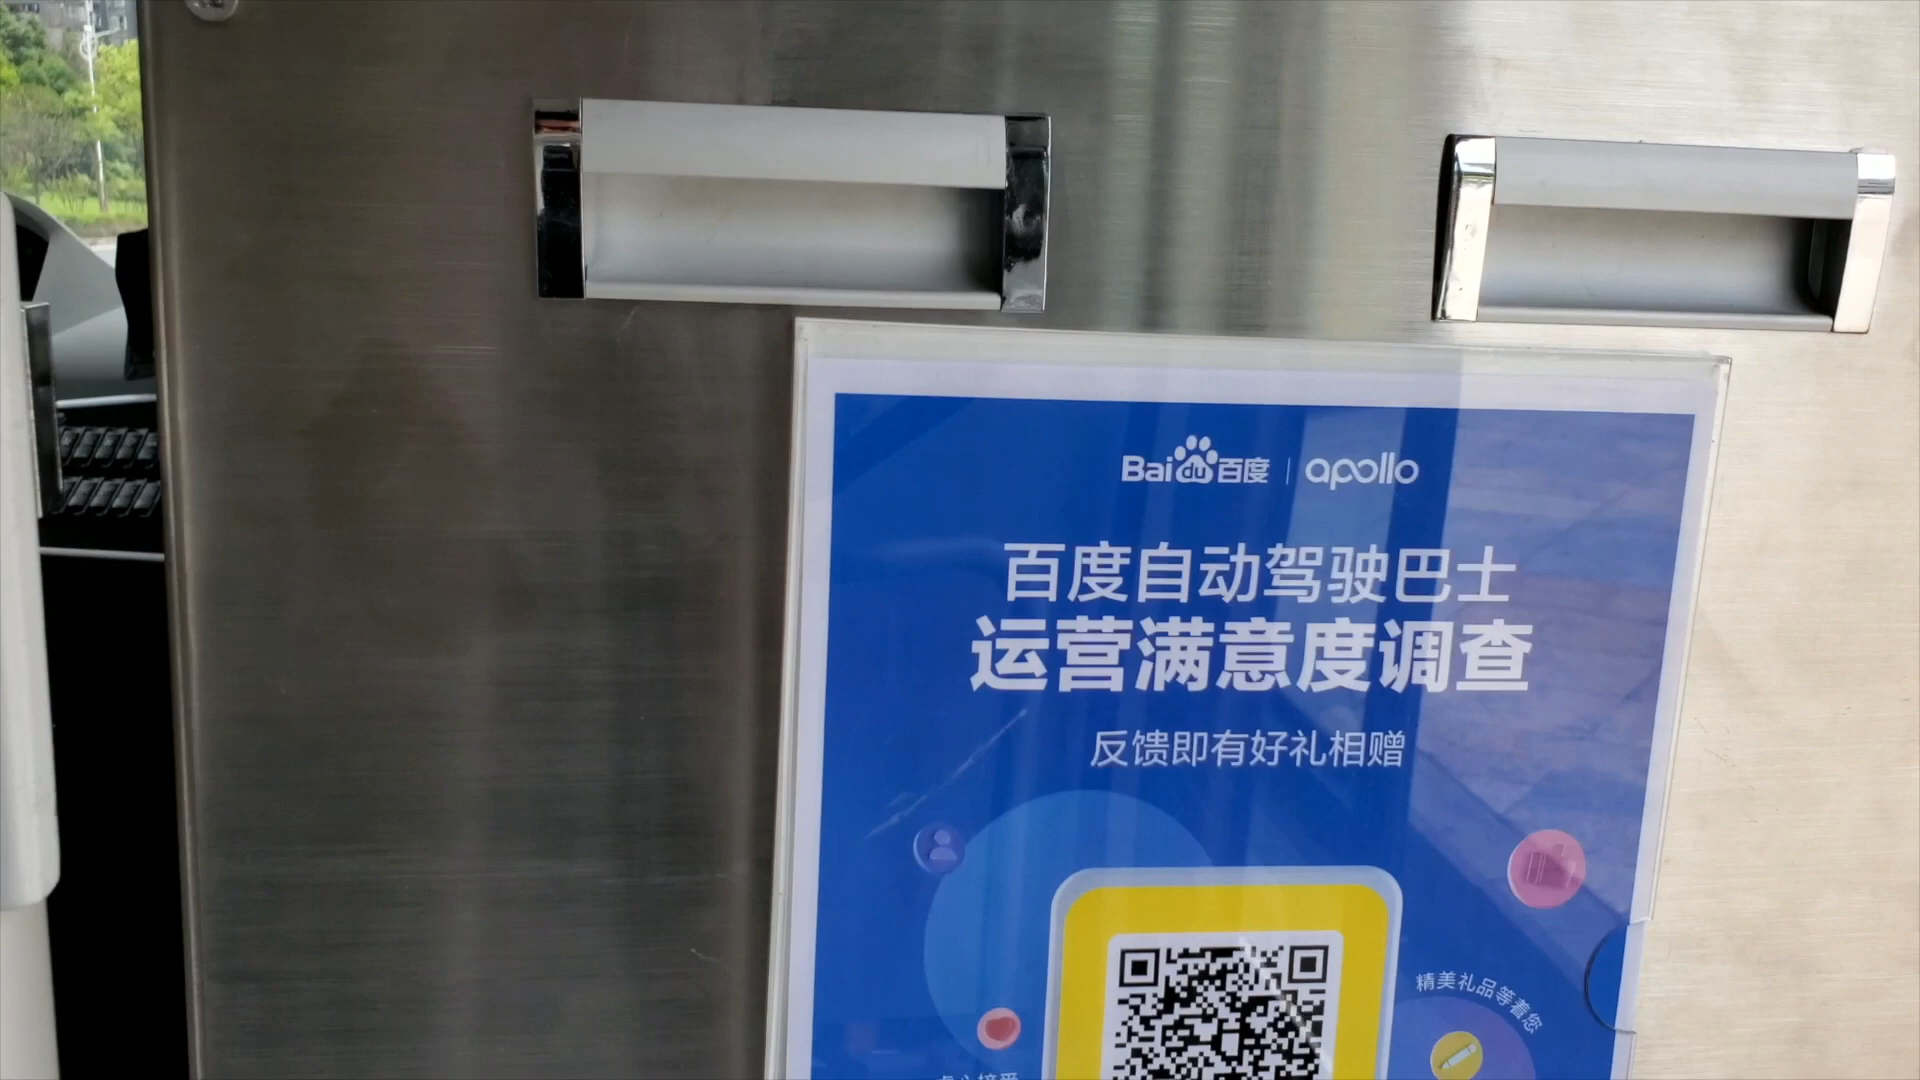 Baidu百度 | apollo
百度自动驾驶巴士
运营满意度调查
反馈即有好礼相赠
精美礼品等着您